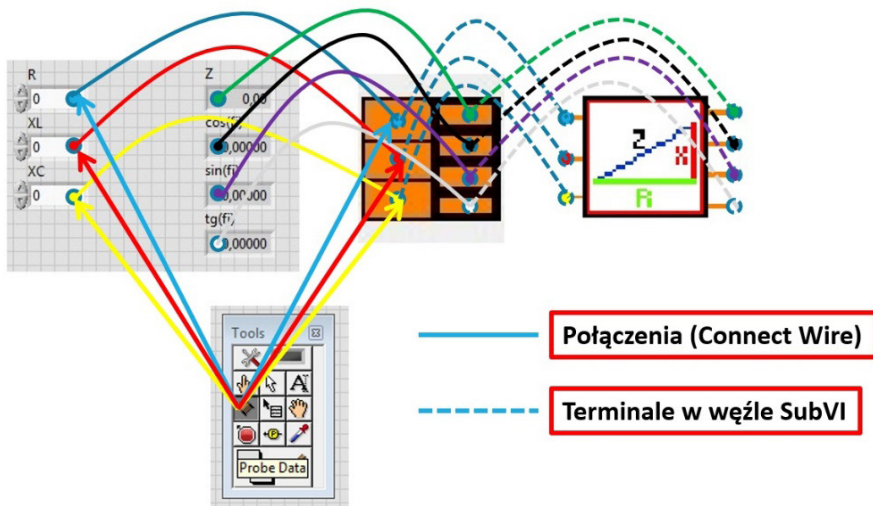 R
0
XL
0
XC
0
Z
0,00
cos(fi)
0,00000
sin(fi)
0,00000
tg(fi)
0,00000
Z
X
R
Tools
A
P
Probe Data
Połączenia (Connect Wire)
Terminale w węźle SubVI